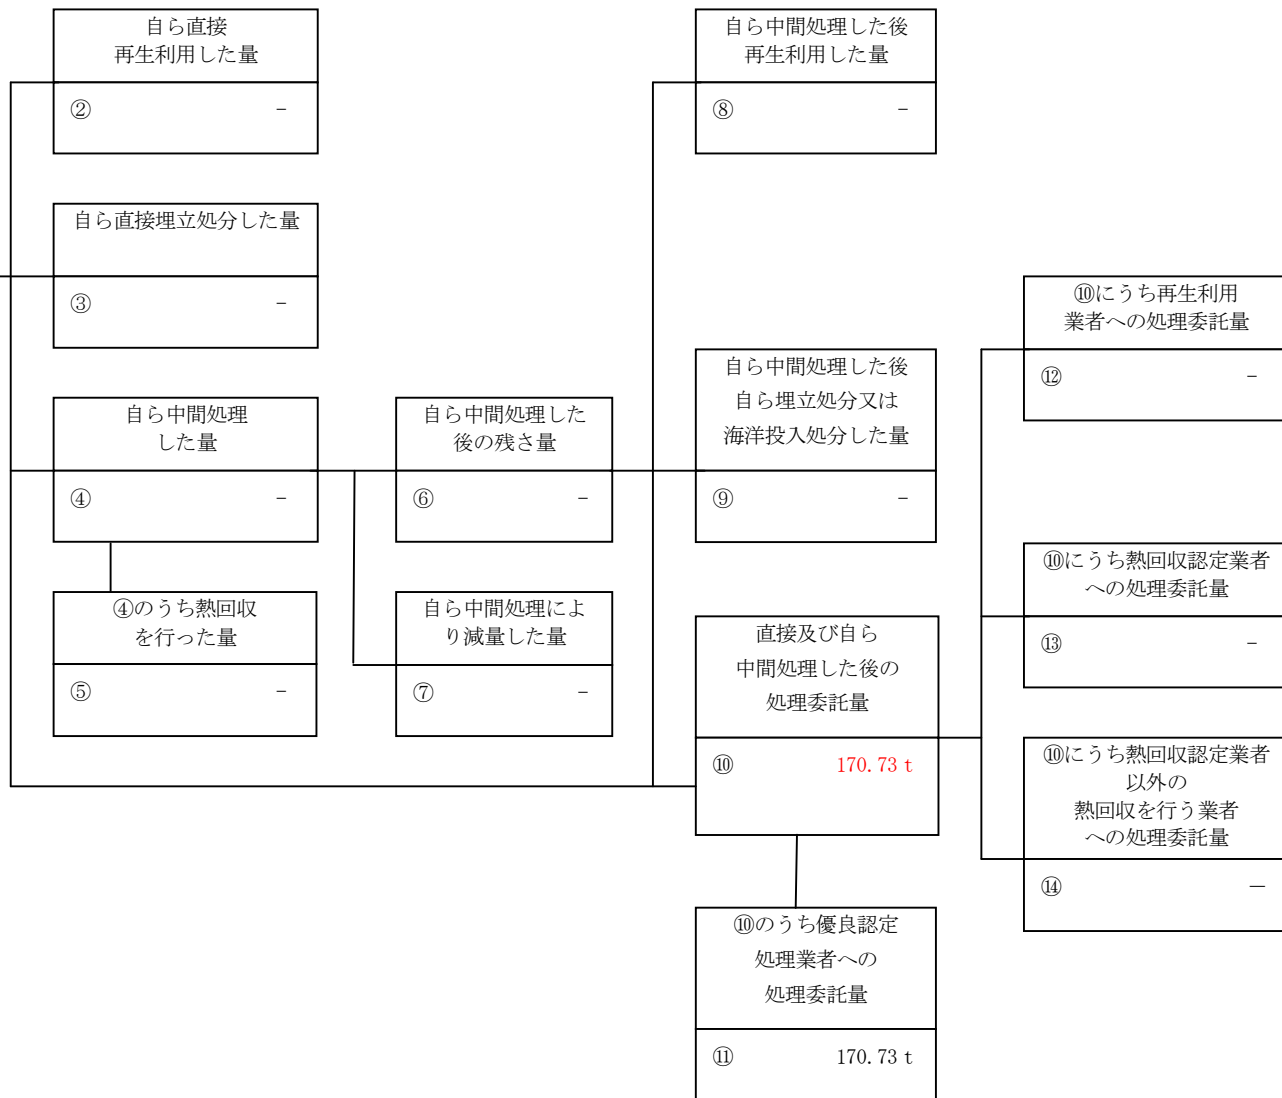 自ら直接
再生利用した量
② －
自ら中間処理した後
再生利用した量
⑧ －
自ら直接埋立処分した量
③ －
⑩にうち再生利用
業者への処理委託量
⑫ －
自ら中間処理した後
自ら埋立処分又は
海洋投入処分した量
⑨ －
自ら中間処理
した量
④ －
自ら中間処理した
後の残さ量
⑥ －
⑩にうち熱回収認定業者
への処理委託量
⑬ －
④のうち熱回収
を行った量
⑤ －
自ら中間処理によ
り減量した量
⑦ －
直接及び自ら
中間処理した後の
処理委託量
⑩ 170.73 t
⑩にうち熱回収認定業者
以外の
熱回収を行う業者
への処理委託量
⑭ －
⑩のうち優良認定
処理業者への
処理委託量
⑪ 170.73 t